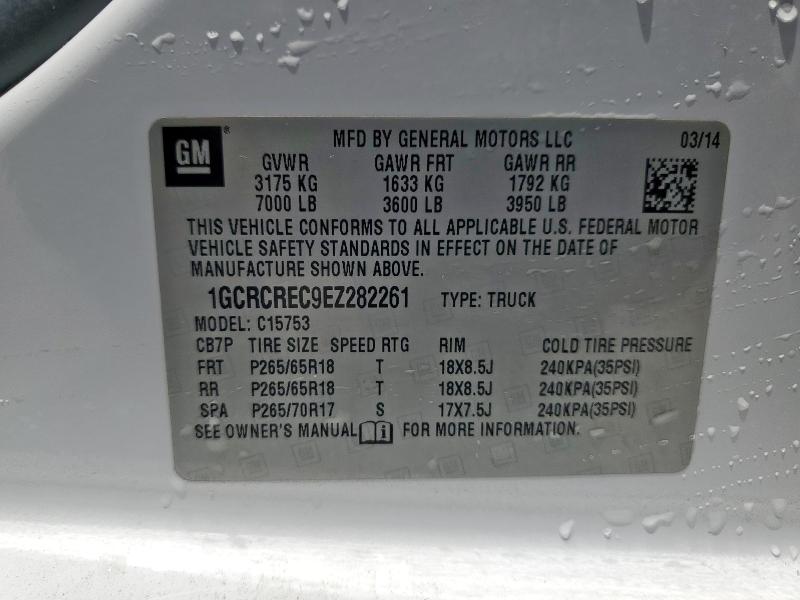 GM® MFD BY GENERAL MOTORS LLC 03/14
GVWR GAWR FRT GAWR RR
3175 KG 1633 KG 1792 KG
7000 LB 3600 LB 3950 LB
THIS VEHICLE CONFORMS TO ALL APPLICABLE U.S. FEDERAL MOTOR
VEHICLE SAFETY STANDARDS IN EFFECT ON THE DATE OF
MANUFACTURE SHOWN ABOVE.
1GCRCREC9EZ282261 TYPE: TRUCK
MODEL: C15753
CB7P TIRE SIZE SPEED RTG RIM COLD TIRE PRESSURE
FRT P265/65R18 T 18X8.5J 240KPA(35PSI)
RR P265/65R18 T 18X8.5J 240KPA(35PSI)
SPA P265/70R17 S 17X7.5J 240KPA(35PSI)
SEE OWNER'S MANUAL i FOR MORE INFORMATION.